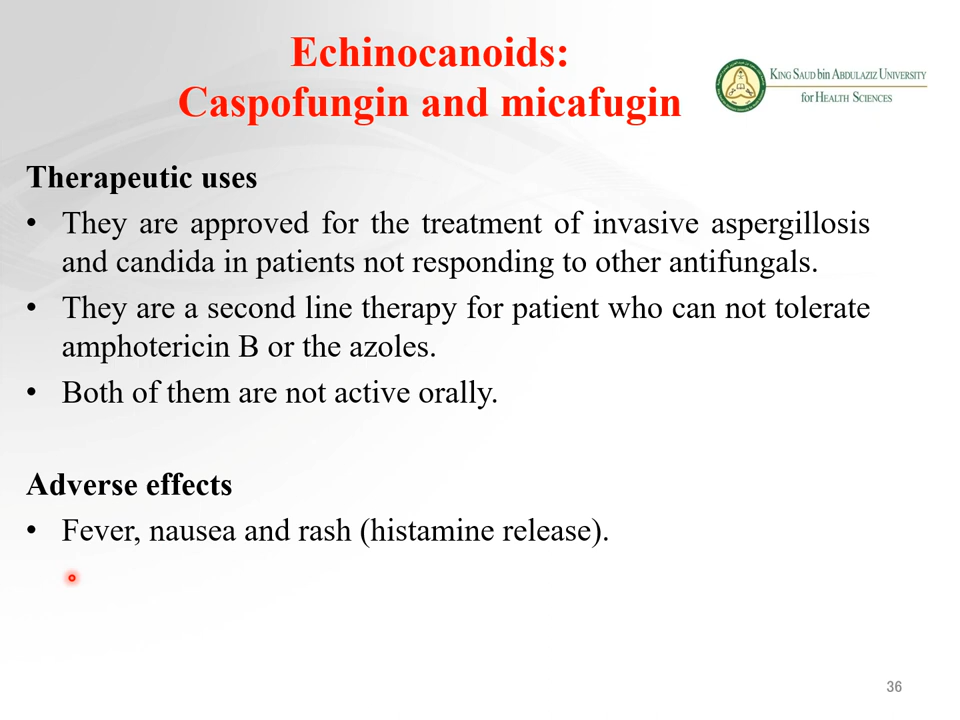 Echinocanoids:
Caspofungin and micafugin
KING SAUD bin ABDULAZIZ UNIVERSITY
for HEALTH SCIENCES
Therapeutic uses
• They are approved for the treatment of invasive aspergillosis
and candida in patients not responding to other antifungals.
• They are a second line therapy for patient who can not tolerate
amphotericin B or the azoles.
• Both of them are not active orally.
Adverse effects
• Fever, nausea and rash (histamine release).
36